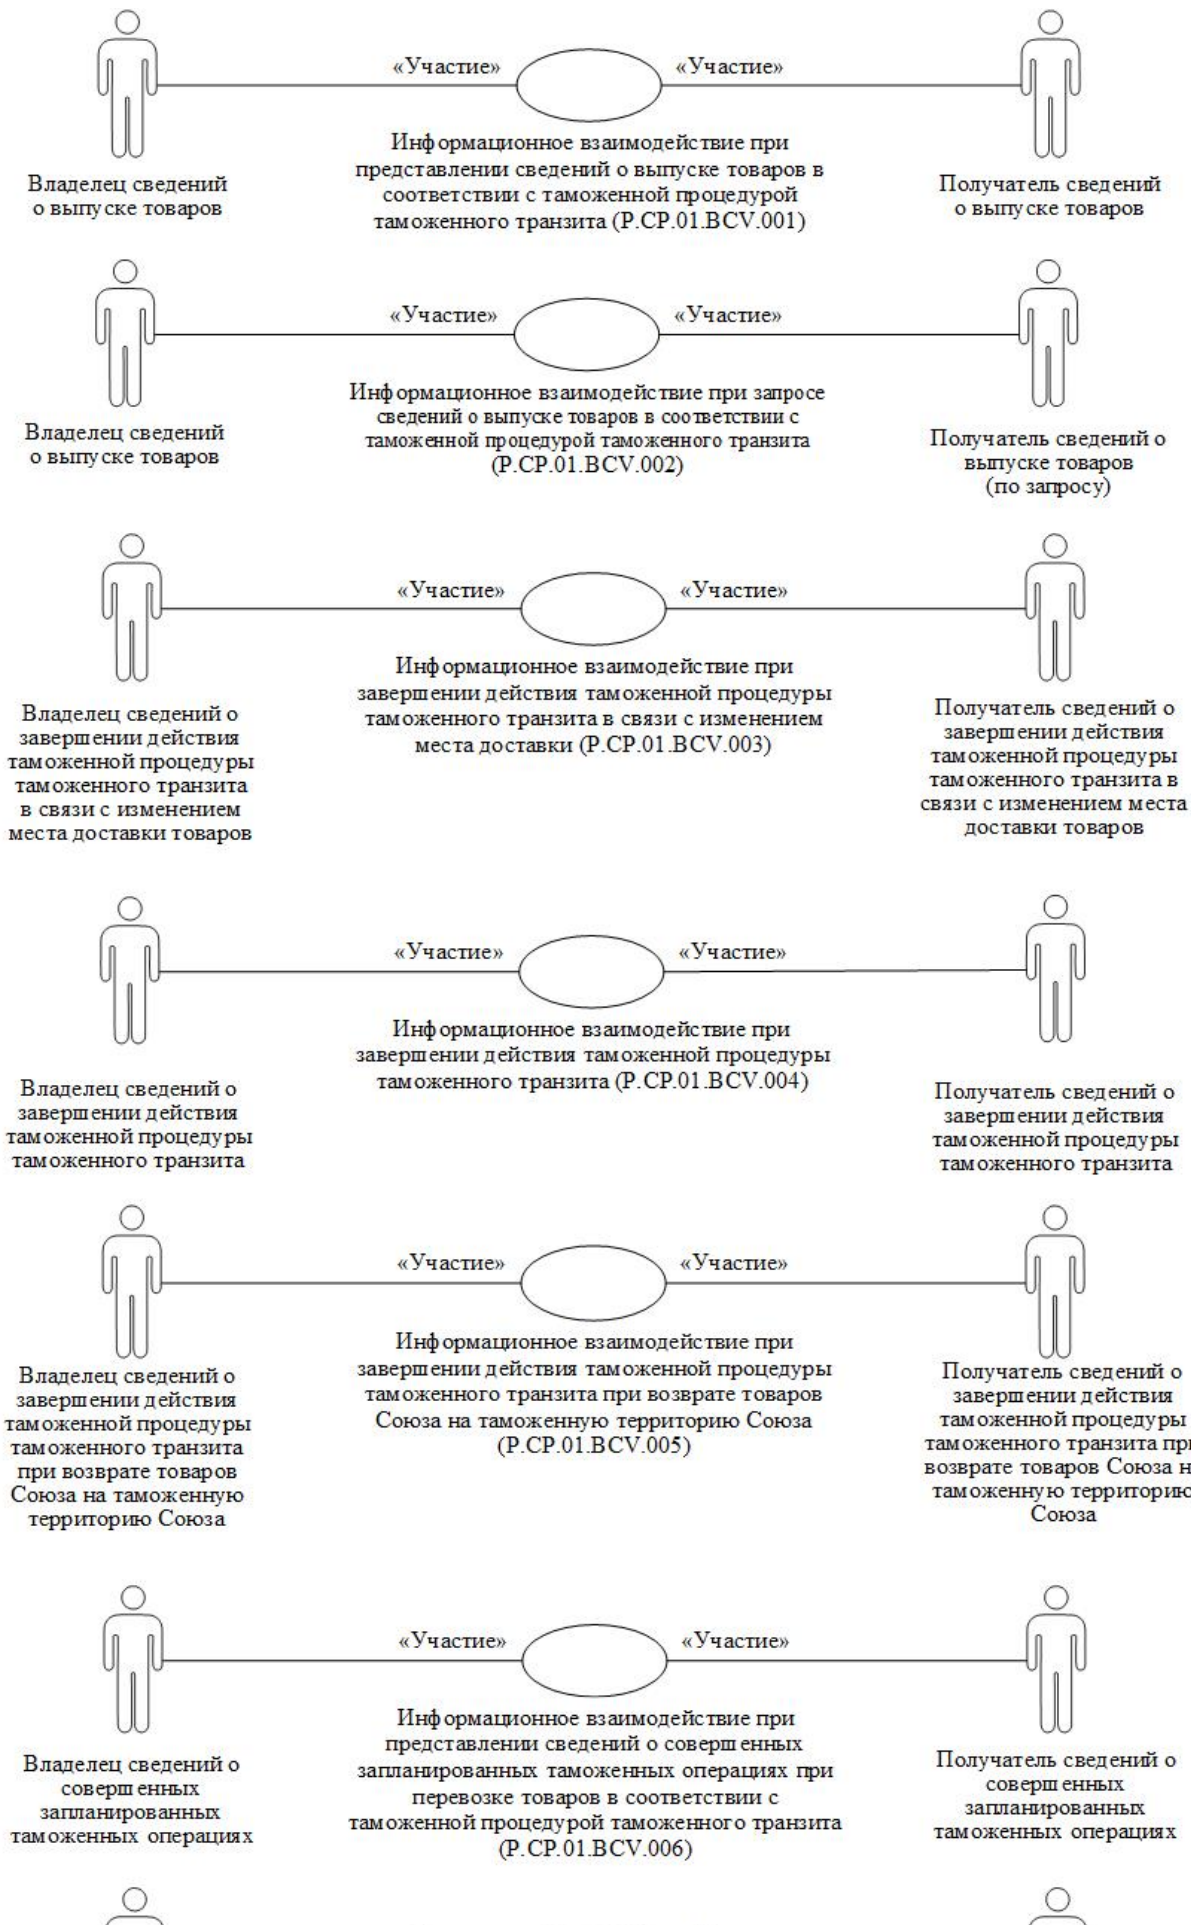 «Участие»
«Участие»
Информационное взаимодействие при
представлении сведений о выпуске товаров в
соответствии с таможенной процедурой
таможенного транзита (P.CP.01.BCV.001)
Владелец сведений
о выпуске товаров
Получатель сведений
о выпуске товаров
«Участие»
«Участие»
Информационное взаимодействие при запросе
сведений о выпуске товаров в соответствии с
таможенной процедурой таможенного транзита
(P.CP.01.BCV.002)
Владелец сведений
о выпуске товаров
Получатель сведений о
выпуске товаров
(по запросу)
«Участие»
«Участие»
Информационное взаимодействие при
завершении действия таможенной процедуры
таможенного транзита в связи с изменением
места доставки (P.CP.01.BCV.003)
Владелец сведений о
завершении действия
таможенной процедуры
таможенного транзита
в связи с изменением
места доставки товаров
Получатель сведений о
завершении действия
таможенной процедуры
таможенного транзита в
связи с изменением места
доставки товаров
«Участие»
«Участие»
Информационное взаимодействие при
завершении действия таможенной процедуры
таможенного транзита (P.CP.01.BCV.004)
Владелец сведений о
завершении действия
таможенной процедуры
таможенного транзита
Получатель сведений о
завершении действия
таможенной процедуры
таможенного транзита
«Участие»
«Участие»
Информационное взаимодействие при
завершении действия таможенной процедуры
таможенного транзита при возврате товаров
Союза на таможенную территорию Союза
(P.CP.01.BCV.005)
Владелец сведений о
завершении действия
таможенной процедуры
таможенного транзита
при возврате товаров
Союза на таможенную
территорию Союза
Получатель сведений о
завершении действия
таможенной процедуры
таможенного транзита при
возврате товаров Союза на
таможенную территорию
Союза
«Участие»
«Участие»
Информационное взаимодействие при
представлении сведений о совершенных
запланированных таможенных операциях при
перевозке товаров в соответствии с
таможенной процедурой таможенного транзита
(P.CP.01.BCV.006)
Владелец сведений о
совершенных
запланированных
таможенных операциях
Получатель сведений о
совершенных
запланированных
таможенных операциях